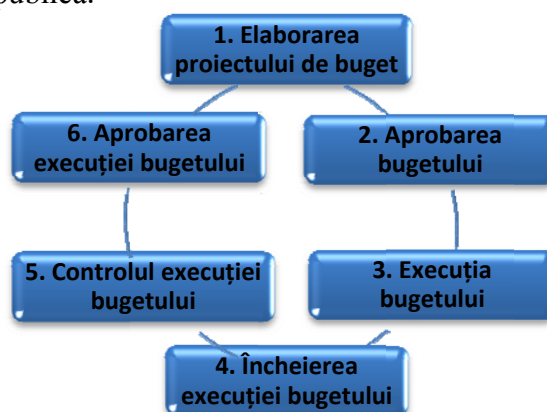 1. Elaborarea
proiectului de buget
2. Aprobarea
bugetului
3. Execuția
bugetului
4. Încheierea
execuției bugetului
5. Controlul execuției
bugetului
6. Aprobarea
execuției bugetului